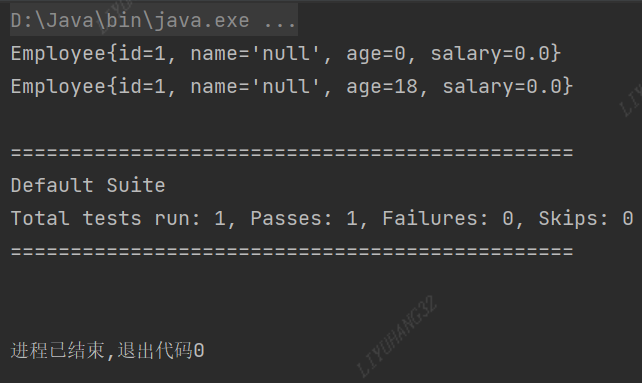 D:\Java\bin\java.exe ...
Employee{id=1, name='null', age=0, salary=0.0}
Employee{id=1, name='null', age=18, salary=0.0}
===============================================
Default Suite
Total tests run: 1, Passes: 1, Failures: 0, Skips: 0
===============================================
进程已结束,退出代码0
LIYUHANG32